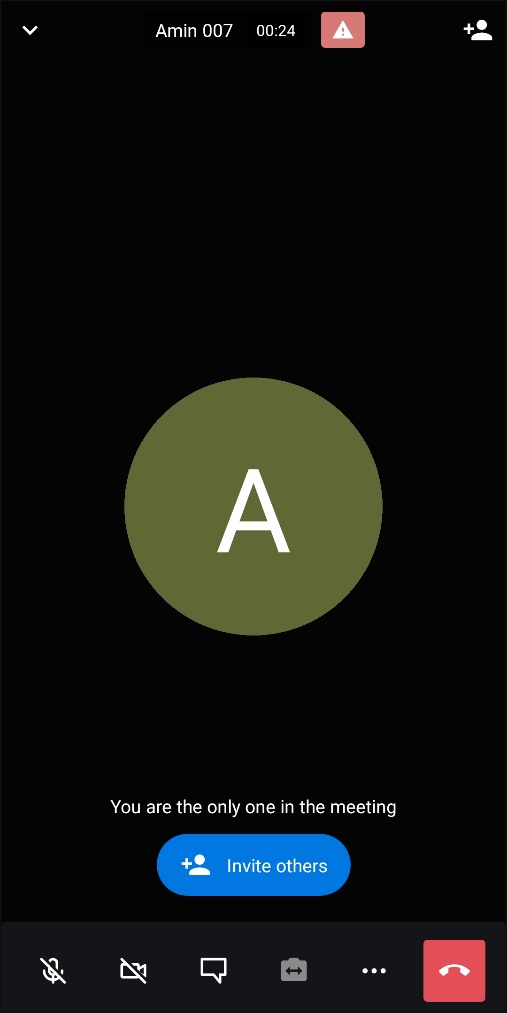 Amin 007 00:24
A
You are the only one in the meeting
Invite others